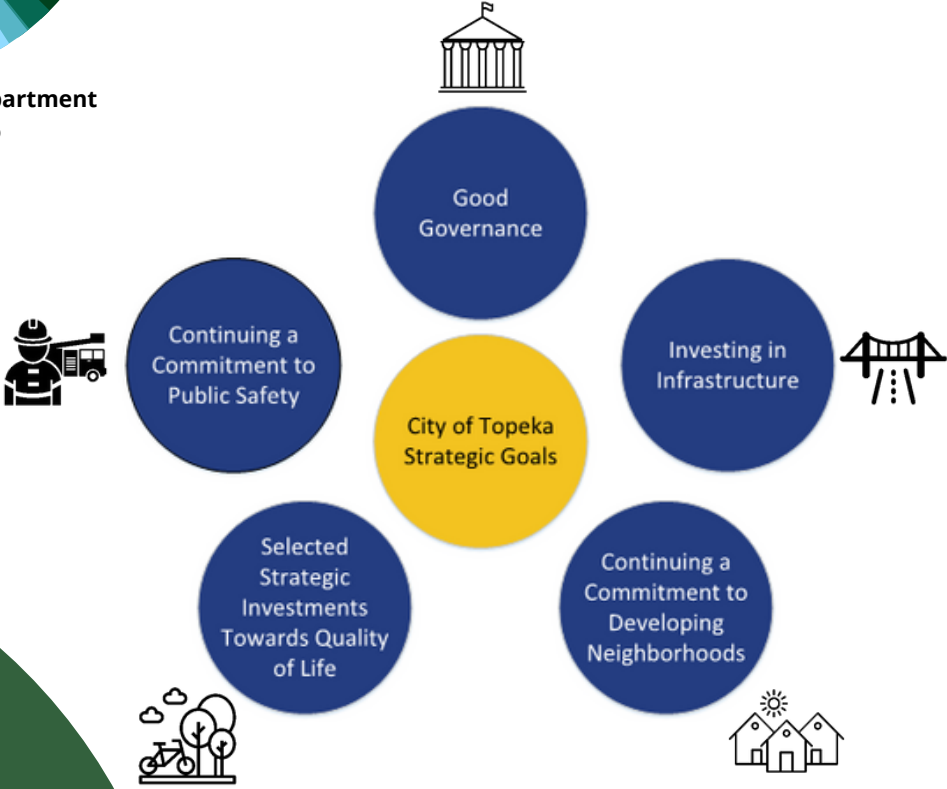 partment
Good
Governance
Continuing a
Commitment to
Public Safety
Investing in
Infrastructure
City of Topeka
Strategic Goals
Selected
Strategic
Investments
Towards Quality
of Life
Continuing a
Commitment to
Developing
Neighborhoods